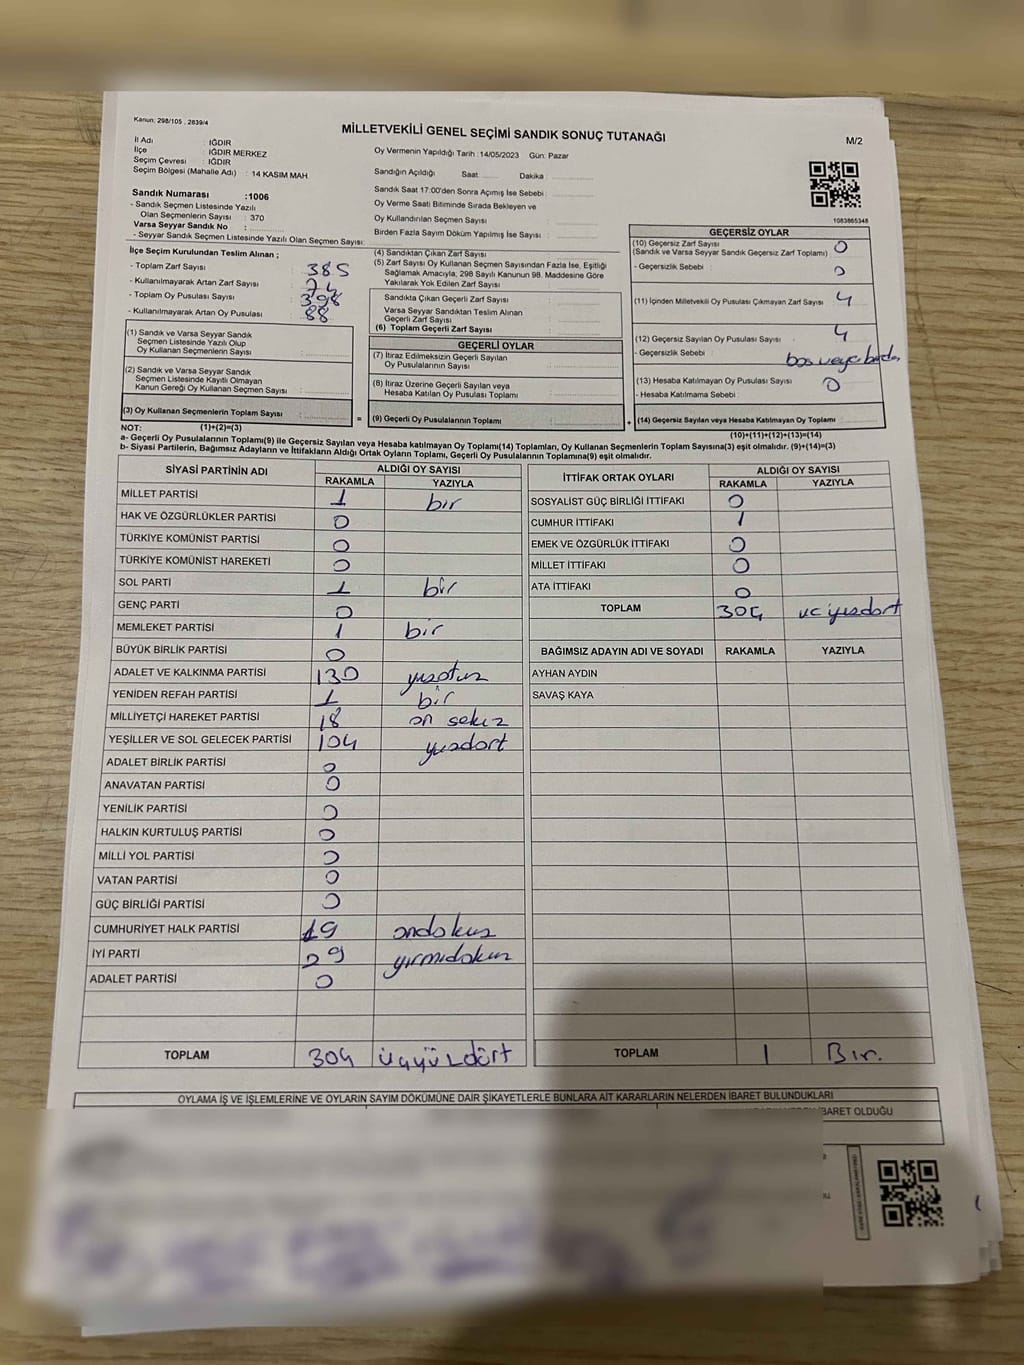 Kanun: 298/105 , 2839/4
MİLLETVEKİLİ GENEL SEÇİMİ SANDIK SONUÇ TUTANAĞI
M/2
İl Adı : IĞDIR
İlçe : IĞDIR MERKEZ
Seçim Çevresi : IĞDIR
Seçim Bölgesi (Mahalle Adı) : 14 KASIM MAH
Sandık Numarası :1006
- Sandık Seçmen Listesinde Yazılı
Olan Seçmenlerin Sayısı : 370
Varsa Seyyar Sandık No :
- Seyyar Sandık Seçmen Listesinde Yazılı Olan Seçmen Sayısı:
Oy Vermenin Yapıldığı Tarih : 14/05/2023 Gün: Pazar
Sandığın Açıldığı Saat Dakika :
Sandık Saat 17:00'den Sonra Açımış İse Sebebi :
Oy Verme Saati Bitiminde Sırada Bekleyen ve
Oy Kullandırılan Seçmen Sayısı :
Birden Fazla Sayım Döküm Yapılmış İse Sayısı :
1083865348
İlçe Seçim Kurulundan Teslim Alınan ;
- Toplam Zarf Sayısı : 385
- Kullanılmayarak Artan Zarf Sayısı : 74
- Toplam Oy Pusulası Sayısı : 398
- Kullanılmayarak Artan Oy Pusulası : 88
(1) Sandık ve Varsa Seyyar Sandık
Seçmen Listesinde Yazılı Olup
Oy Kullanan Seçmenlerin Sayısı :
(2) Sandık ve Varsa Seyyar Sandık
Seçmen Listesinde Kayıtlı Olmayan
Kanun Gereği Oy Kullanan Seçmen Sayısı :
(3) Oy Kullanan Seçmenlerin Toplam Sayısı :
(4) Sandıktan Çıkan Zarf Sayısı :
(5) Zarf Sayısı Oy Kullanan Seçmen Sayısından Fazla İse, Eşitliği
Sağlamak Amacıyla, 298 Sayılı Kanunun 98. Maddesine Göre
Yakılarak Yok Edilen Zarf Sayısı :
Sandıkta Çıkan Geçerli Zarf Sayısı :
Varsa Seyyar Sandıktan Teslim Alınan
Geçerli Zarf Sayısı :
(6) Toplam Geçerli Zarf Sayısı :
GEÇERLİ OYLAR
(7) İtiraz Edilmeksizin Geçerli Sayılan
Oy Pusulalarının Sayısı :
(8) İtiraz Üzerine Geçerli Sayılan veya
Hesaba Katılan Oy Pusulası Toplamı :
= (9) Geçerli Oy Pusulalarının Toplamı :
GEÇERSİZ OYLAR
(10) Geçersiz Zarf Sayısı : 0
(Sandık ve Varsa Seyyar Sandık Geçersiz Zarf Toplamı)
- Geçersizlik Sebebi : 0
(11) İçinden Milletvekili Oy Pusulası Çıkmayan Zarf Sayısı : 4
(12) Geçersiz Sayılan Oy Pusulası Sayısı : 4
- Geçersizlik Sebebi
(13) Hesaba Katılmayan Oy Pusulası Sayısı : 0
- Hesaba Katılmama Sebebi :
+ (14) Geçersiz Sayılan veya Hesaba Katılmayan Oy Toplamı :
NOT: (1)+(2)=(3)
(10)+(11)+(12)+(13)=(14)
a- Geçerli Oy Pusulalarının Toplamı(9) ile Geçersiz Sayılan veya Hesaba katılmayan Oy Toplamı(14) Toplamları, Oy Kullanan Seçmenlerin Toplam Sayısına(3) eşit olmalıdır. (9)+(14)=(3)
b- Siyasi Partilerin, Bağımsız Adayların ve İttifakların Aldığı Ortak Oyların Toplamı, Geçerli Oy Pusulalarının Toplamına(9) eşit olmalıdır.
SİYASİ PARTİNİN ADI ALDIĞI OY SAYISI
RAKAMLA YAZIYLA
MİLLET PARTİSİ 1 bir
HAK VE ÖZGÜRLÜKLER PARTİSİ 0
TÜRKİYE KOMÜNİST PARTİSİ 0
TÜRKİYE KOMÜNİST HAREKETİ 0
SOL PARTİ 1 bir
GENÇ PARTİ 0
MEMLEKET PARTİSİ 1 bir
BÜYÜK BİRLİK PARTİSİ 0
ADALET VE KALKINMA PARTİSİ 130 yuzotuz
YENİDEN REFAH PARTİSİ 1 bir
MİLLİYETÇİ HAREKET PARTİSİ 18 on sekiz
YEŞİLLER VE SOL GELECEK PARTİSİ 104 yuzdort
ADALET BİRLİK PARTİSİ 0
ANAVATAN PARTİSİ 0
YENİLİK PARTİSİ 0
HALKIN KURTULUŞ PARTİSİ 0
MİLLİ YOL PARTİSİ 0
VATAN PARTİSİ 0
GÜÇ BİRLİĞİ PARTİSİ 0
CUMHURİYET HALK PARTİSİ 19 ondokuz
İYİ PARTİ 29 yırmıdokuz
ADALET PARTİSİ 0
TOPLAM 304 üçyüzdört
İTTİFAK ORTAK OYLARI ALDIĞI OY SAYISI
RAKAMLA YAZIYLA
SOSYALİST GÜÇ BİRLİĞİ İTTİFAKI 0
CUMHUR İTTİFAKI 1
EMEK VE ÖZGÜRLÜK İTTİFAKI 0
MİLLET İTTİFAKI 0
ATA İTTİFAKI 0
TOPLAM 304 uc yuzdort
BAĞIMSIZ ADAYIN ADI VE SOYADI RAKAMLA YAZIYLA
AYHAN AYDIN
SAVAŞ KAYA
TOPLAM 1 Bır.
OYLAMA İŞ VE İŞLEMLERİNE VE OYLARIN SAYIM DÖKÜMÜNE DAİR ŞİKAYETLERLE BUNLARA AİT KARARLARIN NELERDEN İBARET BULUNDUKLARI
İBARET OLDUĞU